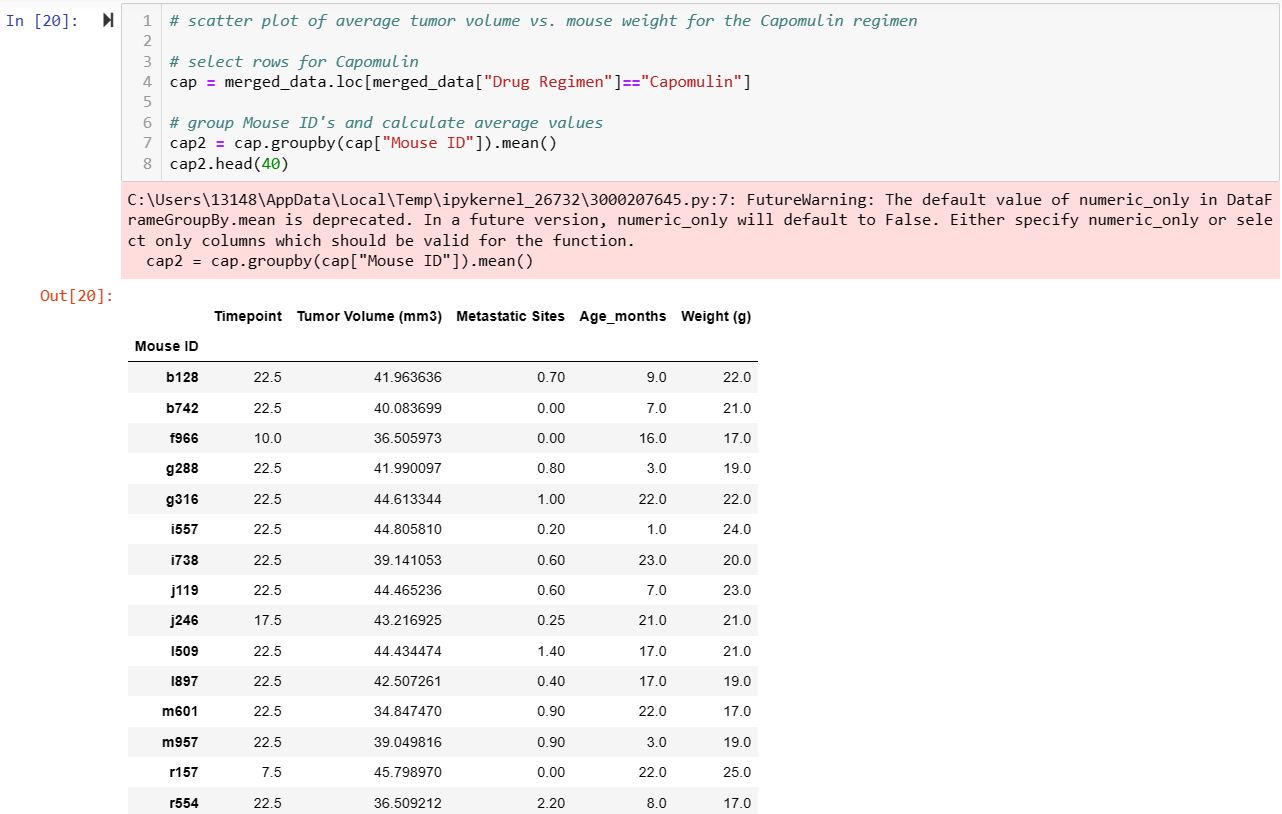 In [20]:
1 # scatter plot of average tumor volume vs. mouse weight for the Capomulin regimen
2
3 # select rows for Capomulin
4 cap = merged_data.loc[merged_data["Drug Regimen"]=="Capomulin"]
5
6 # group Mouse ID's and calculate average values
7 cap2 = cap.groupby(cap["Mouse ID"]).mean()
8 cap2.head(40)
C:\Users\13148\AppData\Local\Temp\ipykernel_26732\3000207645.py:7: FutureWarning: The default value of numeric_only in DataF
rameGroupBy.mean is deprecated. In a future version, numeric_only will default to False. Either specify numeric_only or sele
ct only columns which should be valid for the function.
cap2 = cap.groupby(cap["Mouse ID"]).mean()
Out[20]:
Timepoint Tumor Volume (mm3) Metastatic Sites Age_months Weight (g)
Mouse ID
b128 22.5 41.963636 0.70 9.0 22.0
b742 22.5 40.083699 0.00 7.0 21.0
f966 10.0 36.505973 0.00 16.0 17.0
g288 22.5 41.990097 0.80 3.0 19.0
g316 22.5 44.613344 1.00 22.0 22.0
i557 22.5 44.805810 0.20 1.0 24.0
i738 22.5 39.141053 0.60 23.0 20.0
j119 22.5 44.465236 0.60 7.0 23.0
j246 17.5 43.216925 0.25 21.0 21.0
l509 22.5 44.434474 1.40 17.0 21.0
l897 22.5 42.507261 0.40 17.0 19.0
m601 22.5 34.847470 0.90 22.0 17.0
m957 22.5 39.049816 0.90 3.0 19.0
r157 7.5 45.798970 0.00 22.0 25.0
r554 22.5 36.509212 2.20 8.0 17.0